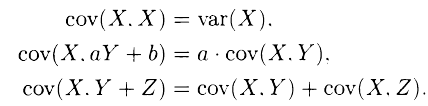 cov(X, X) = var(X),
cov(X, aY + b) = a · cov(X, Y),
cov(X, Y + Z) = cov(X, Y) + cov(X, Z).